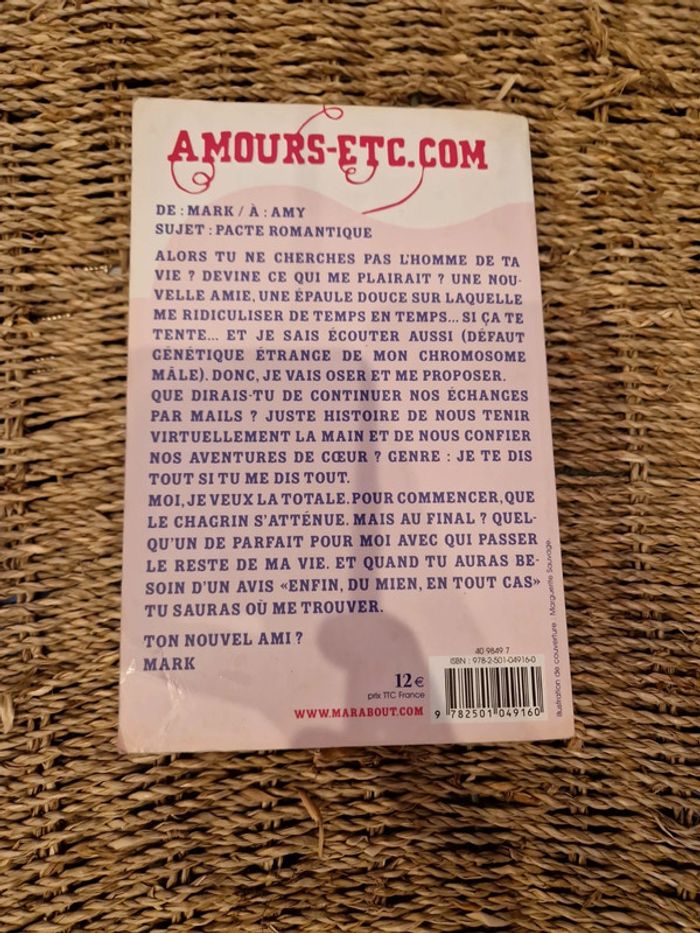 AMOURS-ETC.COM
DE : MARK / À : AMY
SUJET : PACTE ROMANTIQUE
ALORS TU NE CHERCHES PAS L'HOMME DE TA
VIE ? DEVINE CE QUI ME PLAIRAIT ? UNE NOU-
VELLE AMIE, UNE ÉPAULE DOUCE SUR LAQUELLE
ME RIDICULISER DE TEMPS EN TEMPS... SI ÇA TE
TENTE... ET JE SAIS ÉCOUTER AUSSI (DÉFAUT
GÉNÉTIQUE ÉTRANGE DE MON CHROMOSOME
MÂLE). DONC, JE VAIS OSER ET ME PROPOSER.
QUE DIRAIS-TU DE CONTINUER NOS ÉCHANGES
PAR MAILS ? JUSTE HISTOIRE DE NOUS TENIR
VIRTUELLEMENT LA MAIN ET DE NOUS CONFIER
NOS AVENTURES DE CŒUR ? GENRE : JE TE DIS
TOUT SI TU ME DIS TOUT.
MOI, JE VEUX LA TOTALE. POUR COMMENCER, QUE
LE CHAGRIN S'ATTÉNUE. MAIS AU FINAL ? QUEL-
QU'UN DE PARFAIT POUR MOI AVEC QUI PASSER
LE RESTE DE MA VIE. ET QUAND TU AURAS BE-
SOIN D'UN AVIS «ENFIN, DU MIEN, EN TOUT CAS»
TU SAURAS OÙ ME TROUVER.
TON NOUVEL AMI ?
MARK
12 €
prix TTC France
WWW.MARABOUT.COM
40 9849 7
ISBN : 978-2-501-04916-0
9 782501 049160
Illustration de couverture : Marguerite Sauvage.